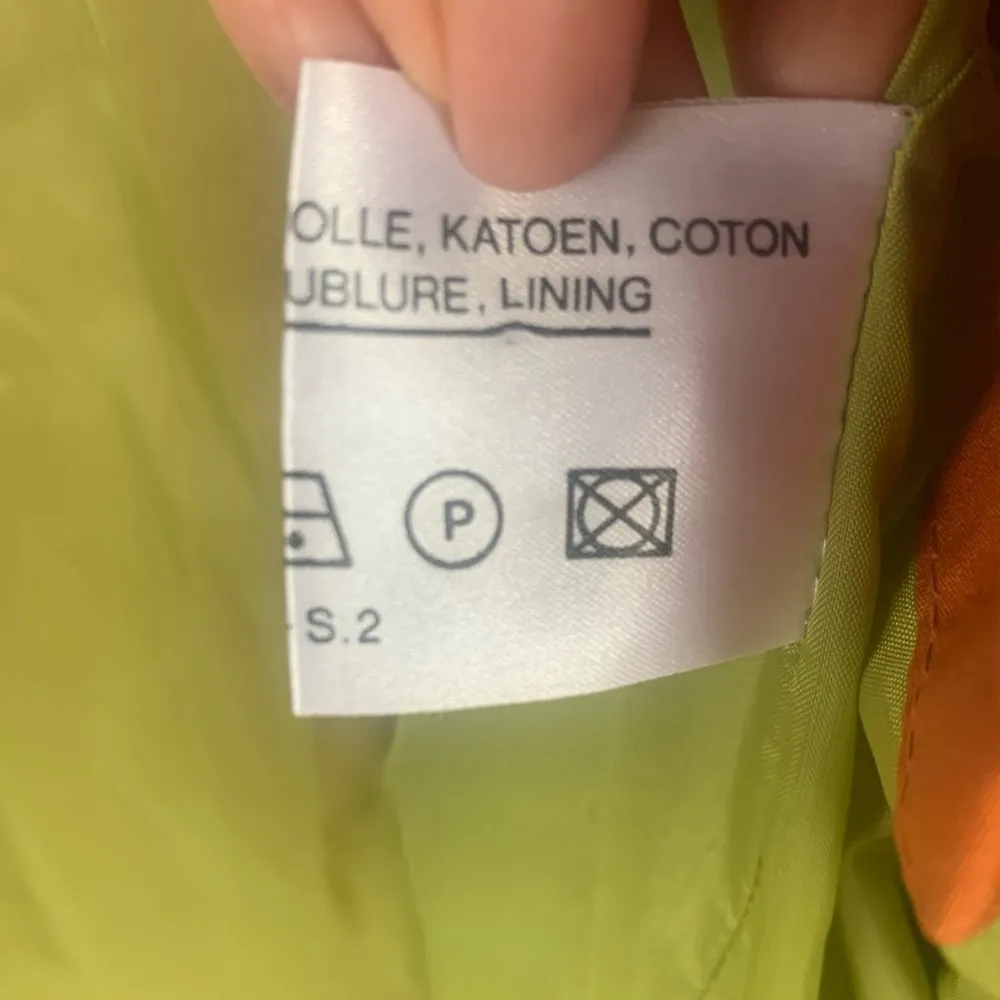 OLLE, KATOEN, COTON
UBLURE, LINING
P
S.2